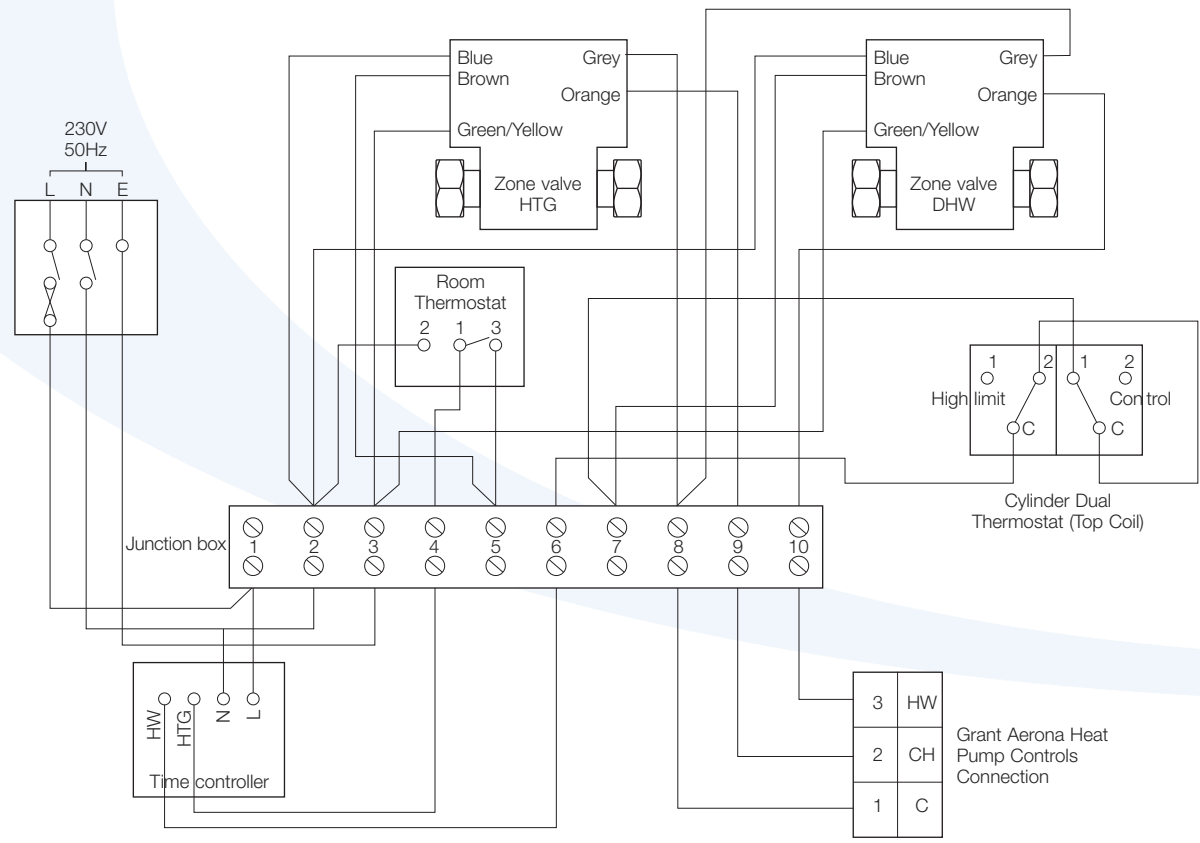 Blue
Brown
Grey
Orange
Green/Yellow
Zone valve
HTG
Blue
Brown
Grey
Orange
Green/Yellow
Zone valve
DHW
230V
50Hz
L N E
Room
Thermostat
2 1 3
1 2 1 2
High limit
Control
C C
Cylinder Dual
Thermostat (Top Coil)
Junction box
1 2 3 4 5 6 7 8 9 10
HW HTG N L
Time controller
3 HW
2 CH
1 C
Grant Aerona Heat
Pump Controls
Connection